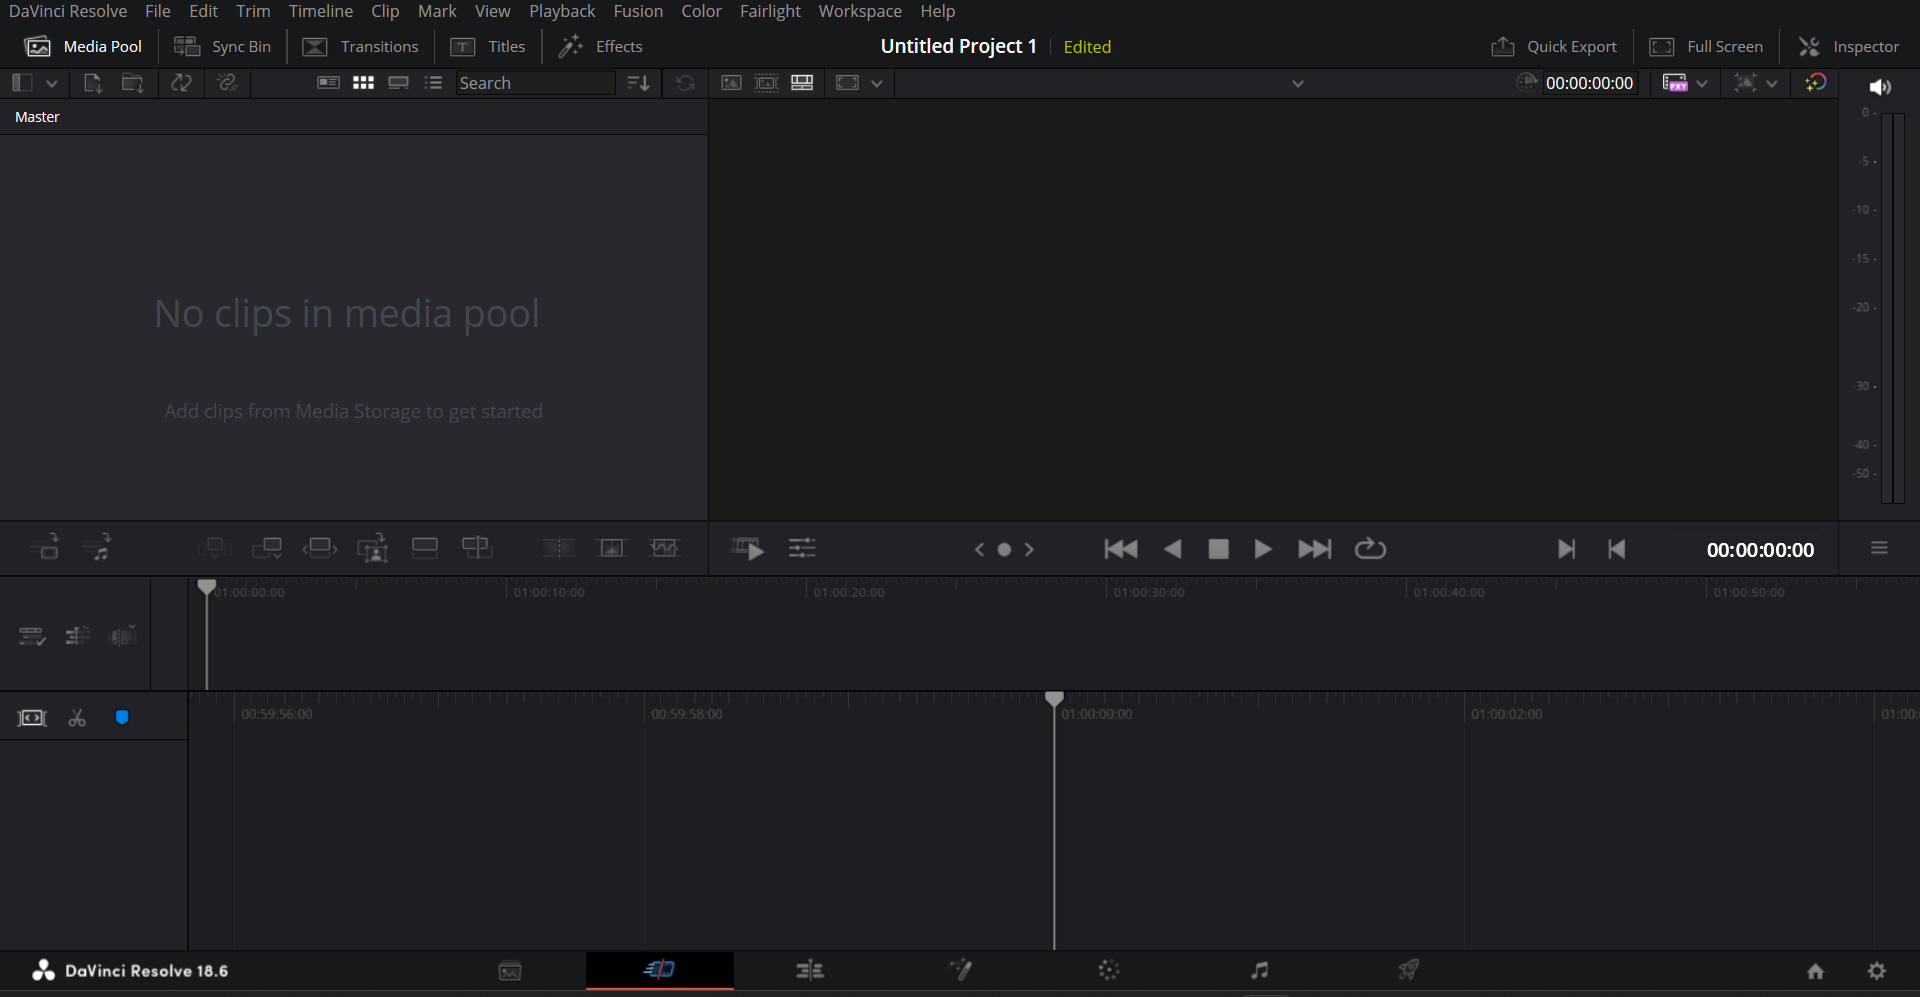 DaVinci Resolve File Edit Trim Timeline Clip Mark View Playback Fusion Color Fairlight Workspace Help
Media Pool Sync Bin Transitions Titles Effects Untitled Project 1 Edited Quick Export Full Screen Inspector
Search 00:00:00:00 PXY
Master
0
-5
-10
-15
-20
-30
-40
-50
No clips in media pool
Add clips from Media Storage to get started
00:00:00:00
01:00:00:00 01:00:10:00 01:00:20:00 01:00:30:00 01:00:40:00 01:00:50:00
00:59:56:00 00:59:58:00 01:00:00:00 01:00:02:00 01:00:
DaVinci Resolve 18.6